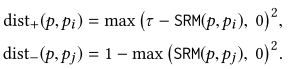 dist₊(p, pᵢ) = max (τ − SRM(p, pᵢ), 0)²,
dist₋(p, pⱼ) = 1 − max (SRM(p, pⱼ), 0)².